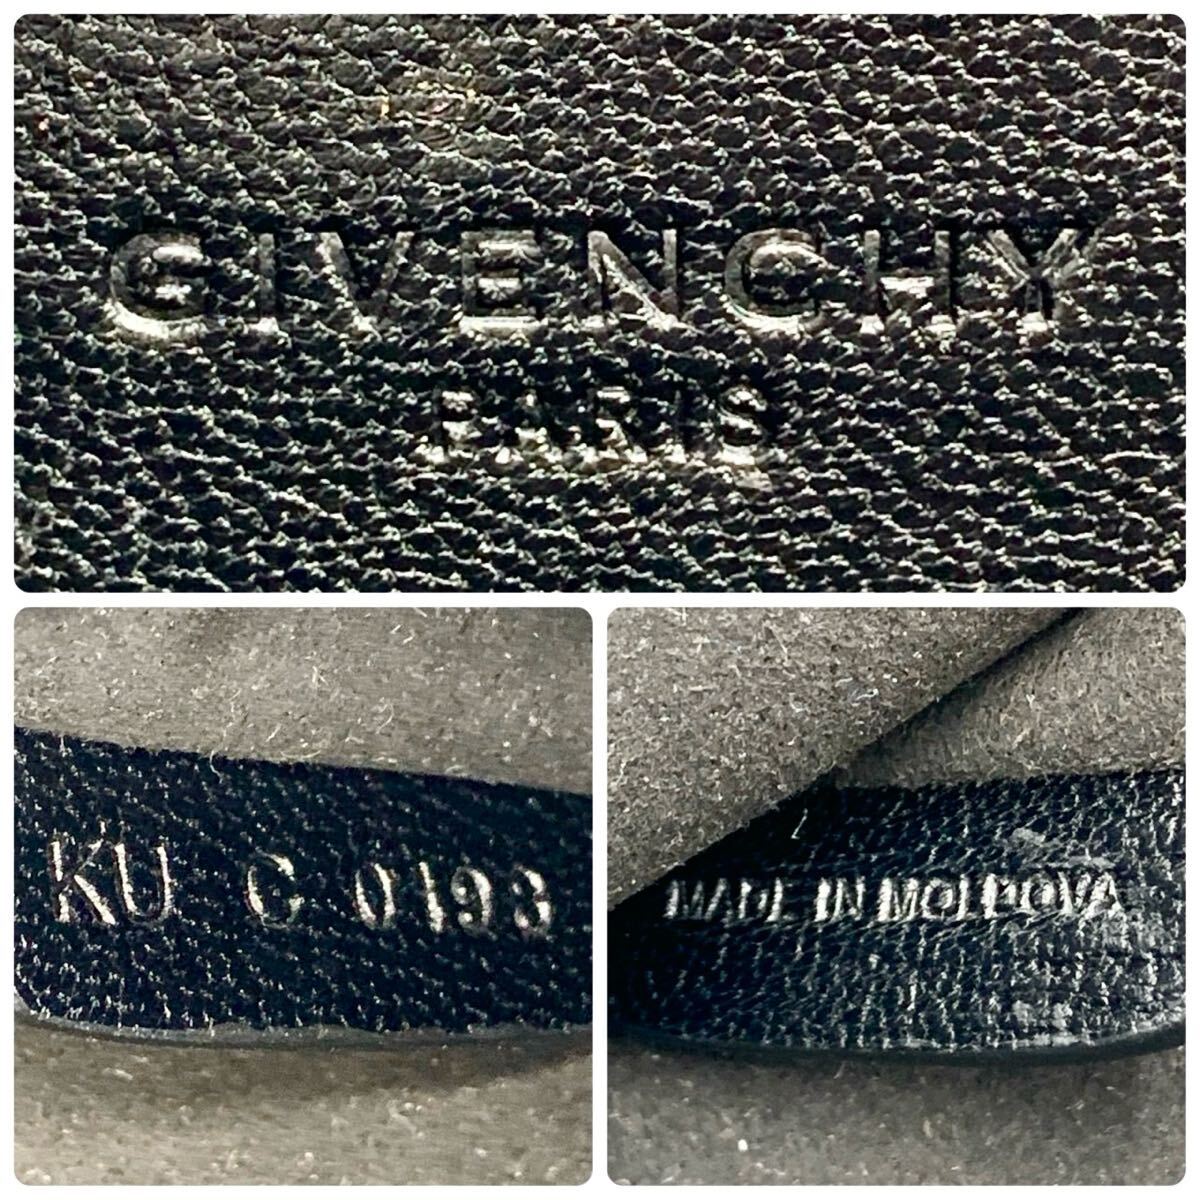 GIVENCHY
PARIS
KU C 0193
MADE IN MOLDOVA